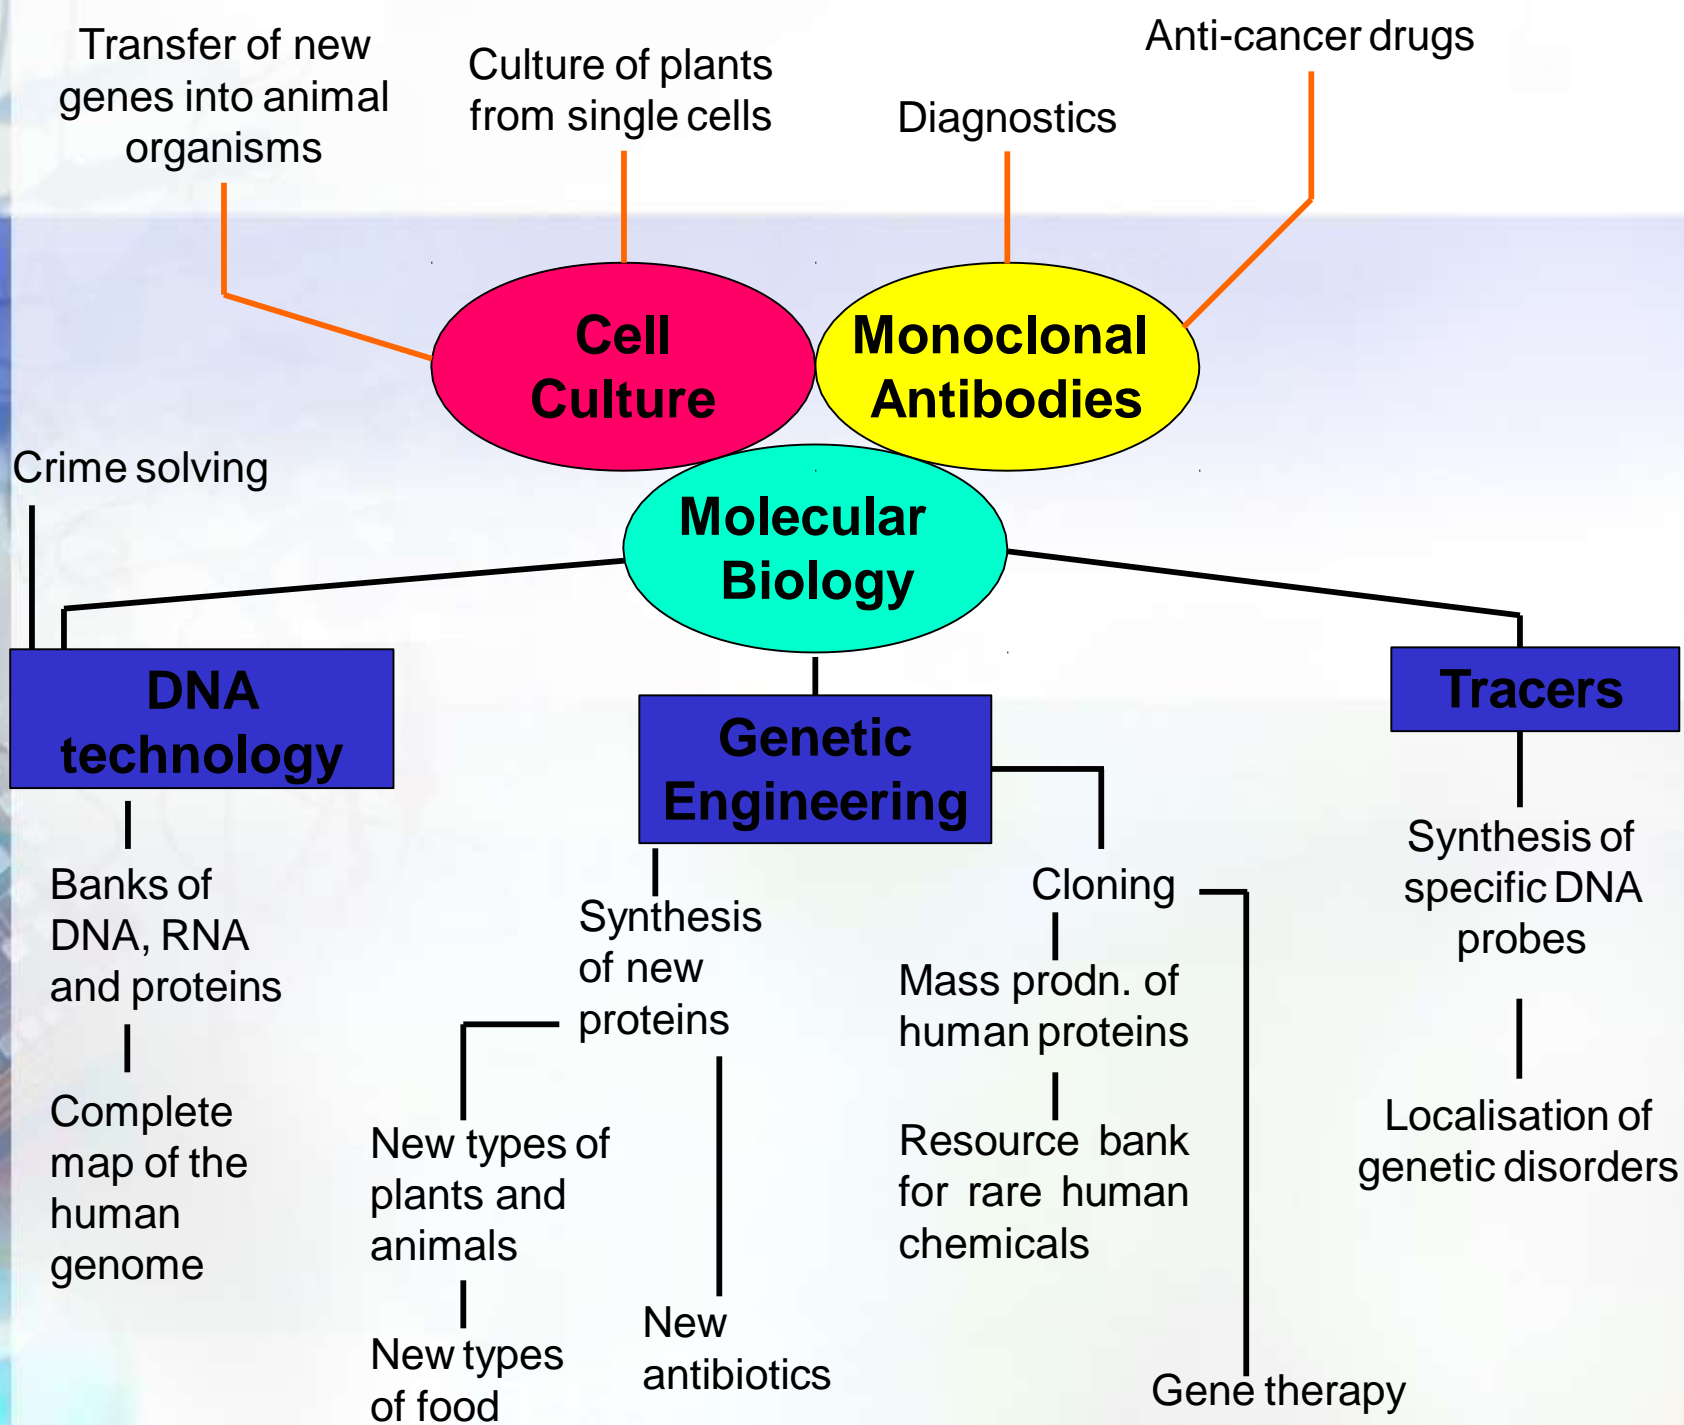 Transfer of new
genes into animal
organisms
Culture of plants
from single cells
Diagnostics
Anti-cancer drugs
Cell
Culture
Monoclonal
Antibodies
Crime solving
Molecular
Biology
DNA
technology
Genetic
Engineering
Tracers
Banks of
DNA, RNA
and proteins
Complete
map of the
human
genome
Synthesis
of new
proteins
New types of
plants and
animals
New types
of food
New
antibiotics
Cloning
Mass prodn. of
human proteins
Resource bank
for rare human
chemicals
Gene therapy
Synthesis of
specific DNA
probes
Localisation of
genetic disorders